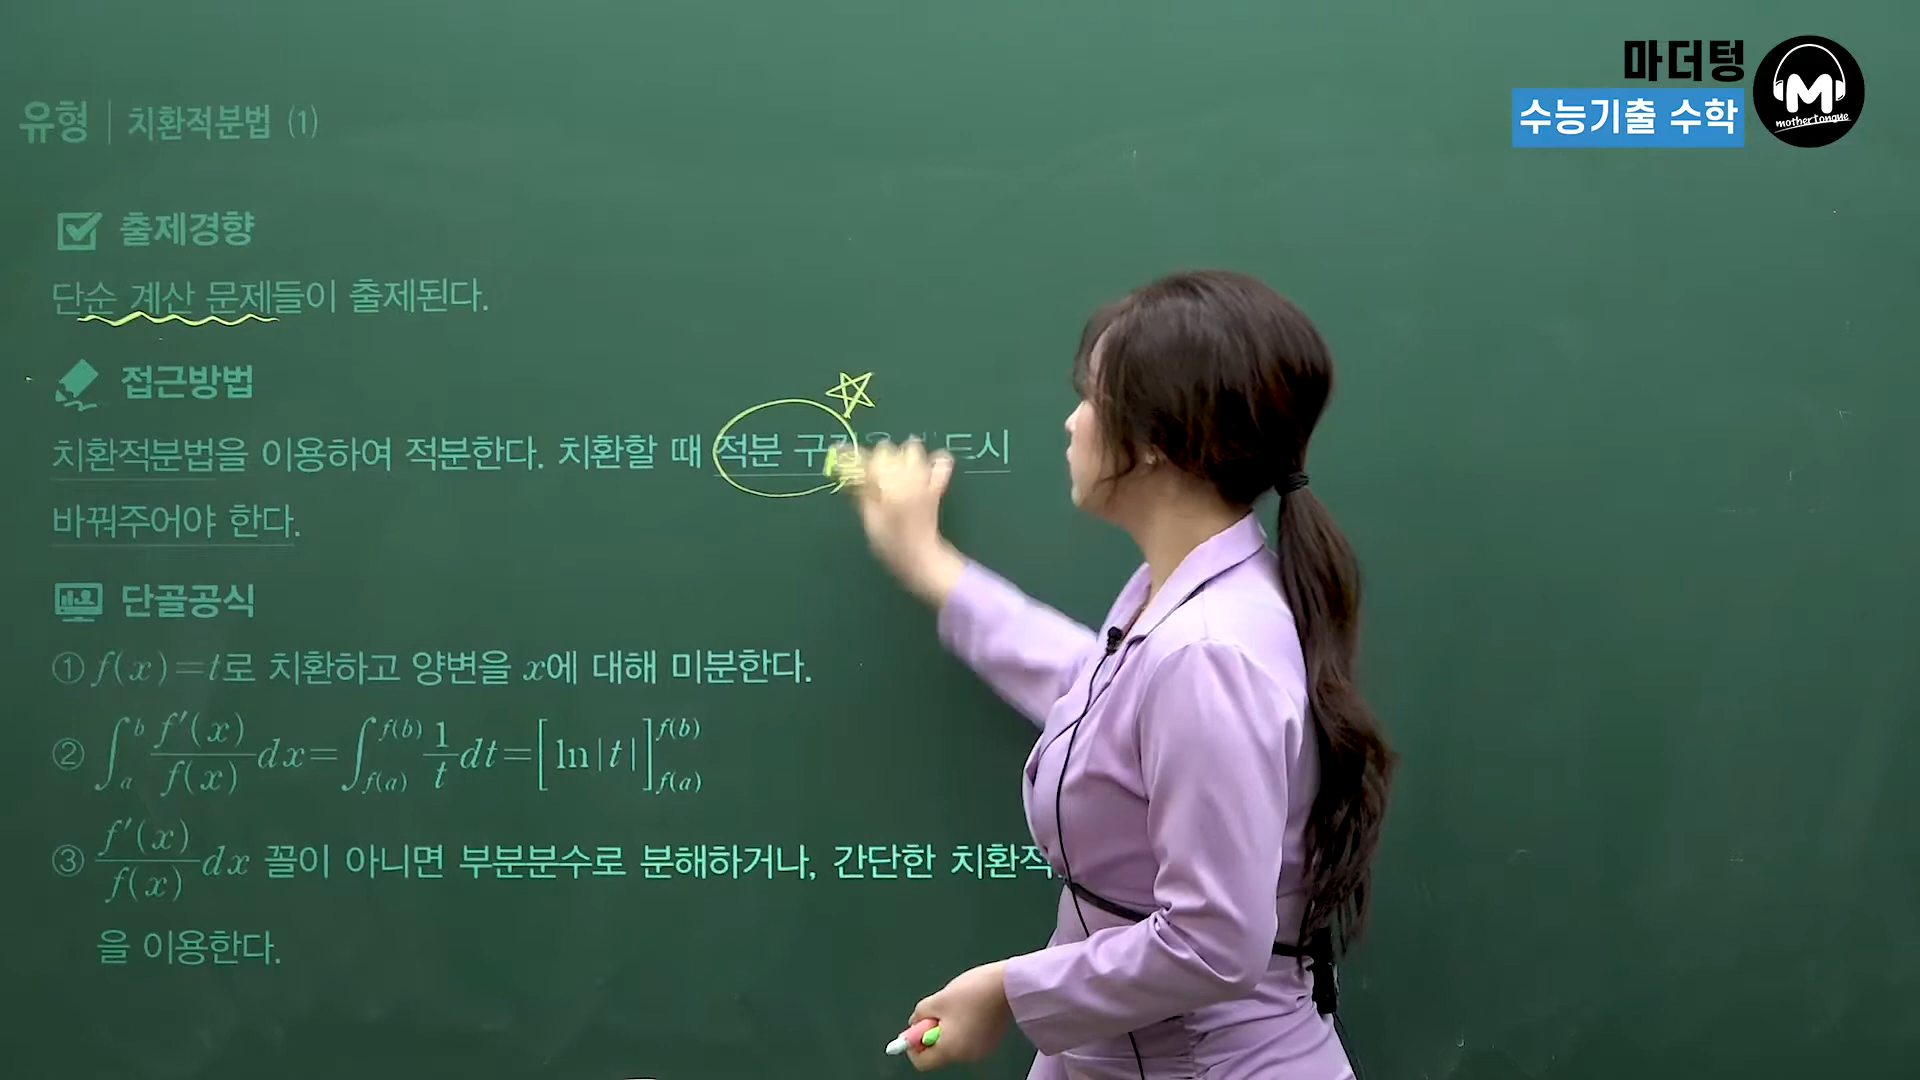 마더텅
수능기출 수학
M
mothertongue
유형 | 치환적분법 (1)
출제경향
단순 계산 문제들이 출제된다.
접근방법
치환적분법을 이용하여 적분한다. 치환할 때 적분 드시
바꿔주어야 한다.
단골공식
① f(x)=t로 치환하고 양변을 x에 대해 미분한다.
② ∫_a^b f'(x)/f(x) dx=∫_{f(a)}^{f(b)} 1/t dt=[ln|t|]_{f(a)}^{f(b)}
③ f'(x)/f(x) dx 꼴이 아니면 부분분수로 분해하거나, 간단한 치환적
을 이용한다.